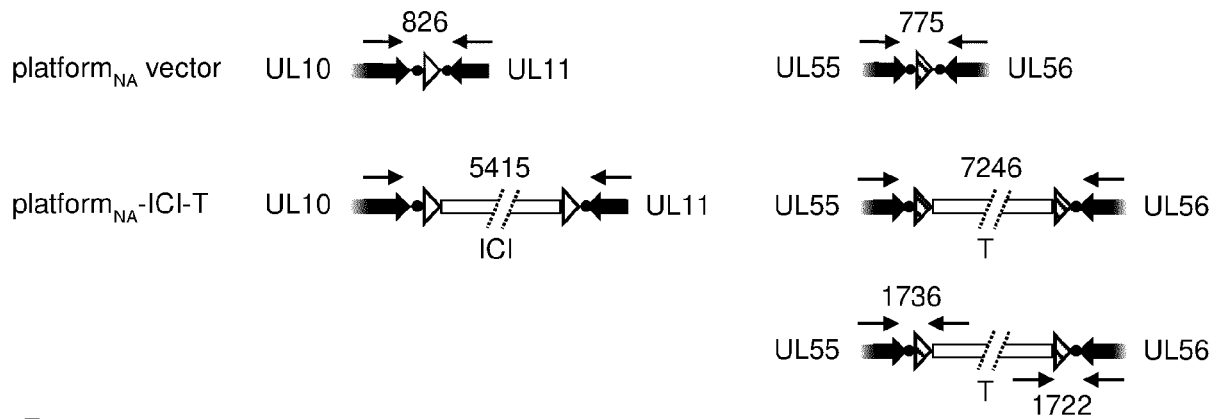 826 775
platformNA vector UL10 UL11 UL55 UL56
5415 7246
platformNA-ICI-T UL10 UL11 UL55 UL56
ICI T
1736
UL55 UL56
T
1722